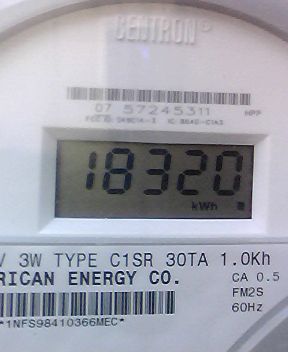 CENTRON®
07 57245311 HPP
18320
kWh
V 3W TYPE C1SR 30TA 1.0Kh
RICAN ENERGY CO. CA 0.5
FM2S
*1NFS98410366MEC* 60Hz